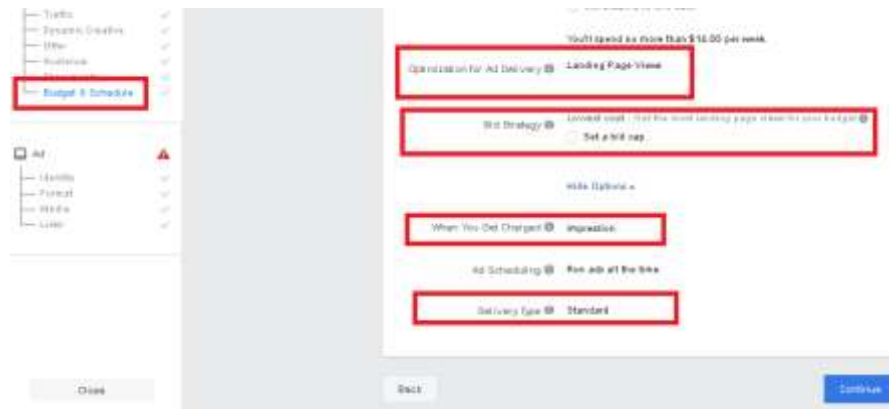 Traffic
Dynamic Creative
Offer
Audience
Placements
Budget & Schedule
Ad
Identity
Format
Media
Links
Close
You'll spend no more than $14.00 per week.
Optimization for Ad Delivery
Landing Page Views
Bid Strategy
Lowest cost - Get the most landing page views for your budget
Set a bid cap
Hide Options
When You Get Charged
Impression
Ad Scheduling
Run ads all the time
Delivery Type
Standard
Back
Continue